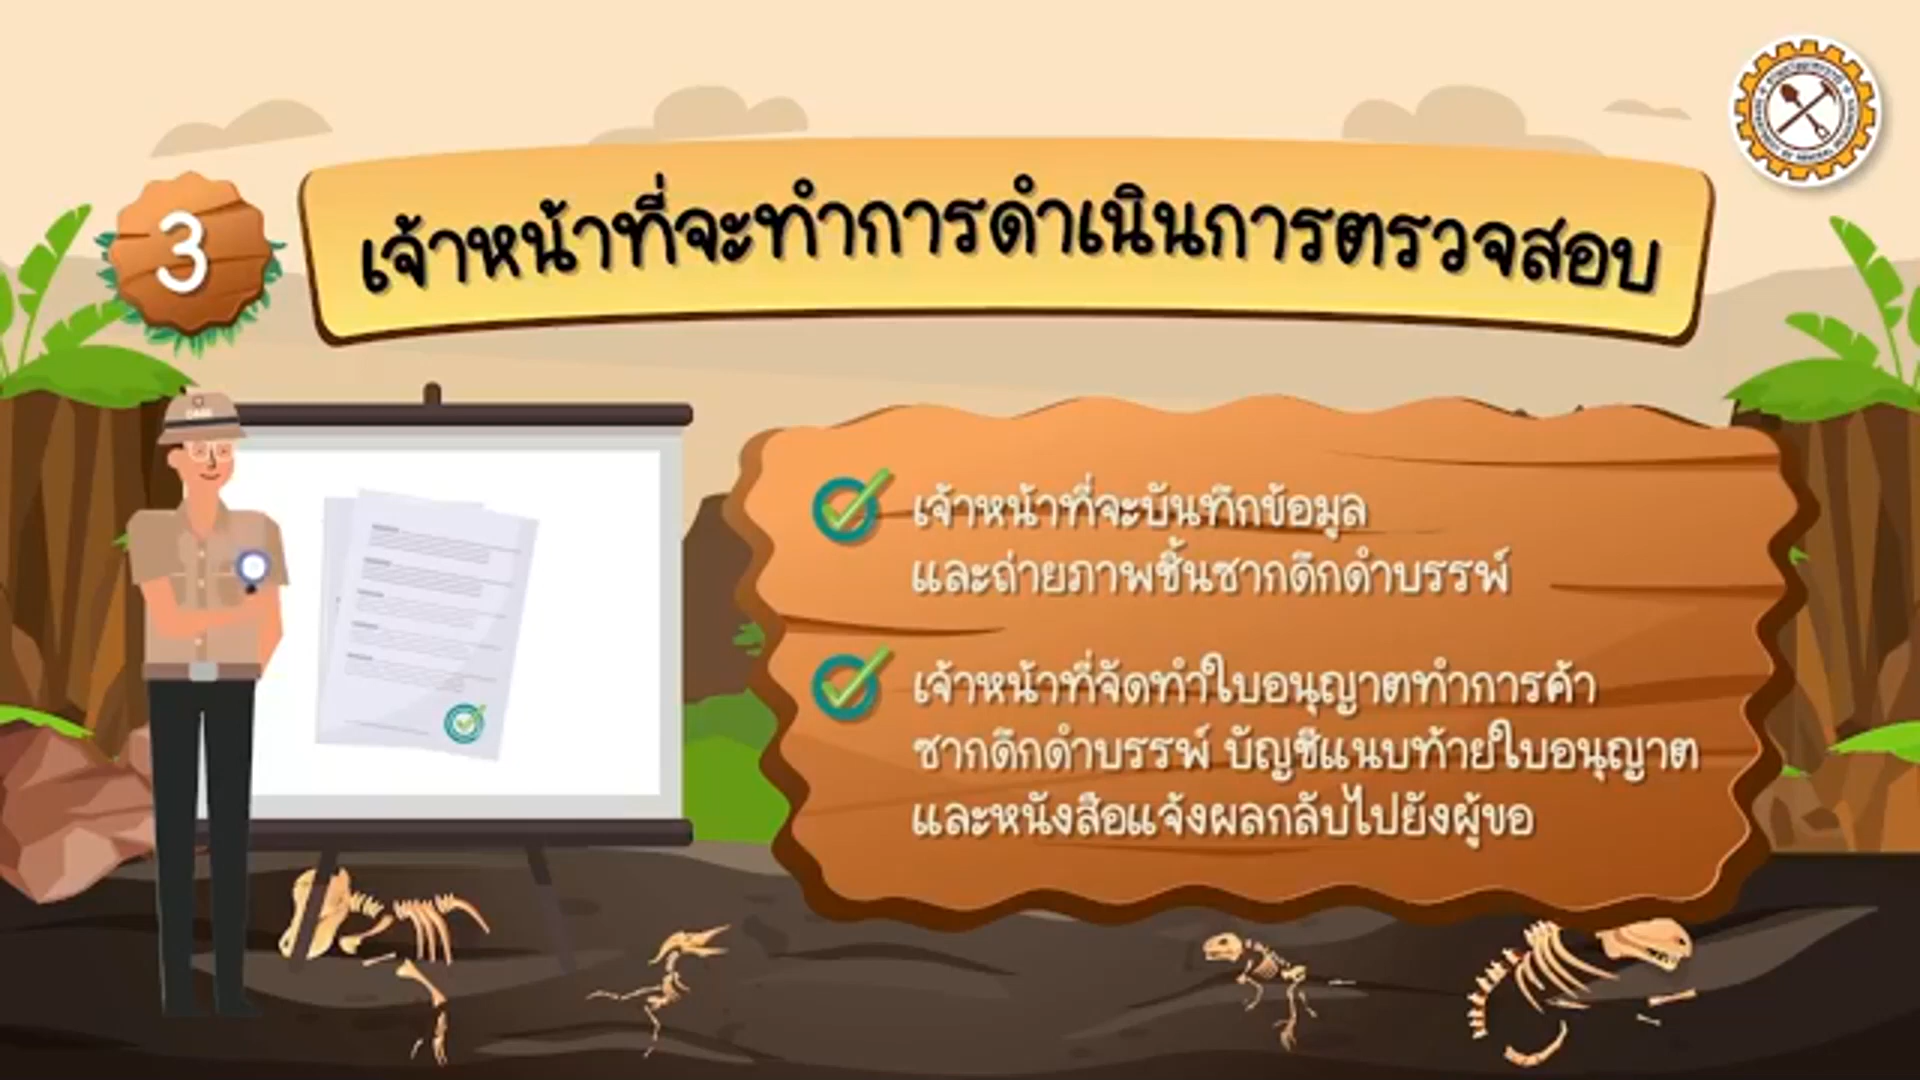 3
เจ้าหน้าที่จะทำการดำเนินการตรวจสอบ
เจ้าหน้าที่จะบันทึกข้อมูล
และถ่ายภาพชิ้นซากดึกดำบรรพ์
เจ้าหน้าที่จัดทำใบอนุญาตทำการค้า
ซากดึกดำบรรพ์ บัญชีแนบท้ายใบอนุญาต
และหนังสือแจ้งผลกลับไปยังผู้ขอ